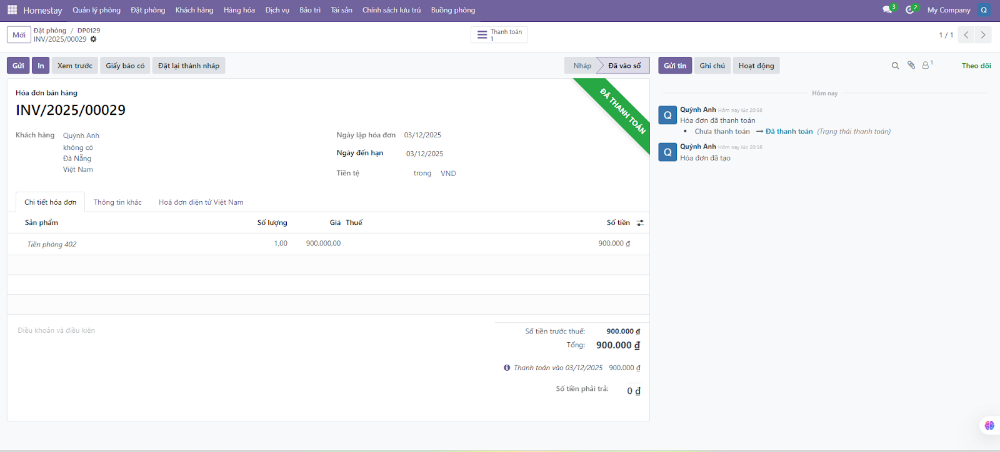 Homestay Quản lý phòng Đặt phòng Khách hàng Hàng hóa Dịch vụ Bảo trì Tài sản Chính sách lưu trú Buồng phòng 3 2 My Company Q
Mới Đặt phòng / DP0129
INV/2025/00029
Thanh toán
1
1 / 1
Gửi In Xem trước Giấy báo có Đặt lại thành nháp Nháp Đã vào sổ
Gửi tin Ghi chú Hoạt động 1 Theo dõi
Hóa đơn bán hàng
INV/2025/00029
ĐÃ THANH TOÁN
Khách hàng Quỳnh Anh
không có
Đà Nẵng
Việt Nam
Ngày lập hóa đơn 03/12/2025
Ngày đến hạn 03/12/2025
Tiền tệ trong VND
Chi tiết hóa đơn Thông tin khác Hoá đơn điện tử Việt Nam
Sản phẩm Số lượng Giá Thuế Số tiền
Tiền phòng 402 1,00 900.000,00 900.000 ₫
Điều khoản và điều kiện
Số tiền trước thuế: 900.000 ₫
Tổng: 900.000 ₫
Thanh toán vào 03/12/2025 900.000 ₫
Số tiền phải trả: 0 ₫
Hôm nay
Q Quỳnh Anh Hôm nay lúc 20:58
Hóa đơn đã thanh toán
• Chưa thanh toán → Đã thanh toán (Trạng thái thanh toán)
Q Quỳnh Anh Hôm nay lúc 20:58
Hóa đơn đã tạo